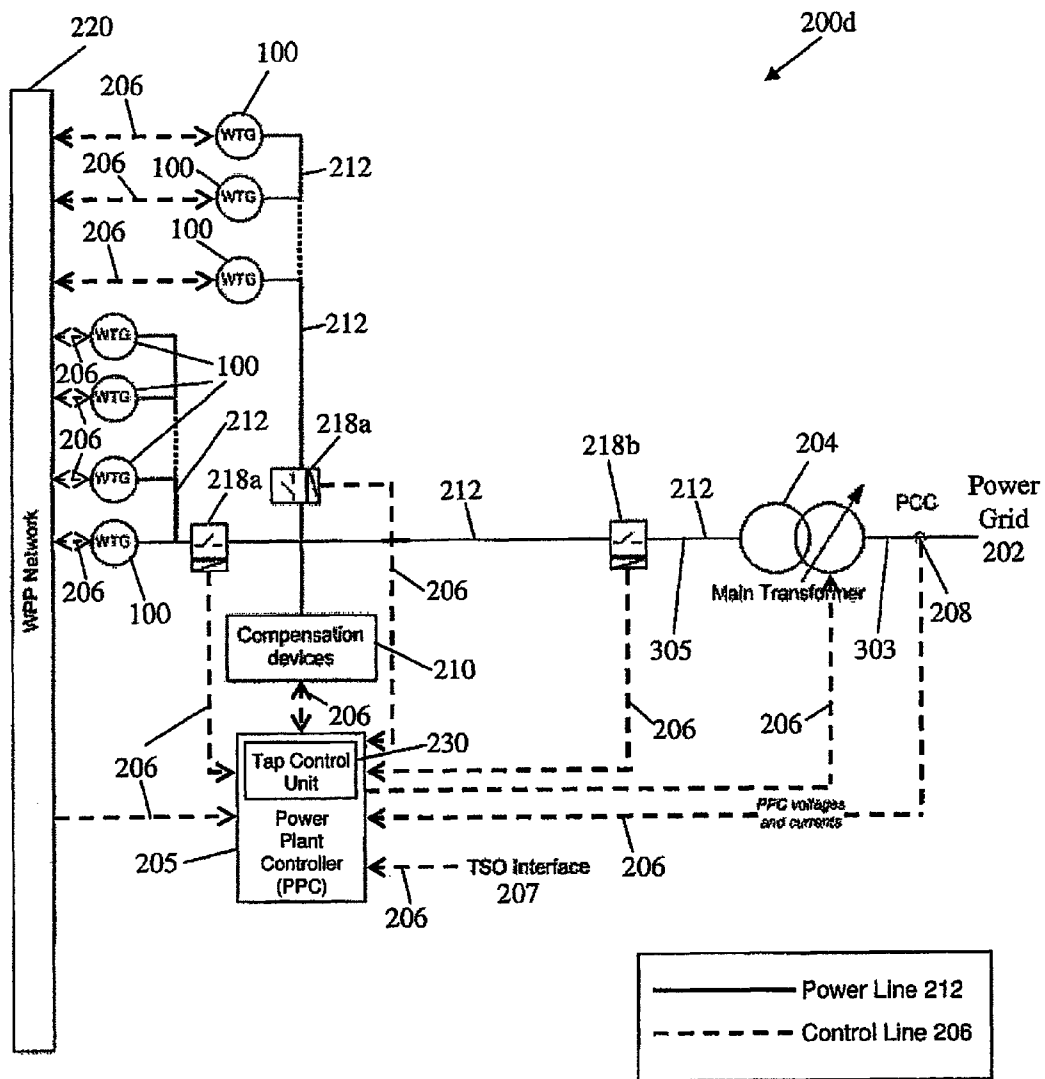 200d
220
100
206
WTG
212
206
100
WTG
100
206
WTG
212
WTG
206
100
WTG
206
212
218a
218b
204
WTG
206
218a
212
212
PCC
Power
Grid
202
WTG
206
100
206
Main Transformer
305
303
208
WPP Network
Compensation
devices
210
206
206
206
206
230
Tap Control
Unit
206
PPC voltages
and currents
Power
Plant
Controller
(PPC)
205
206
TSO Interface
207
206
Power Line 212
Control Line 206